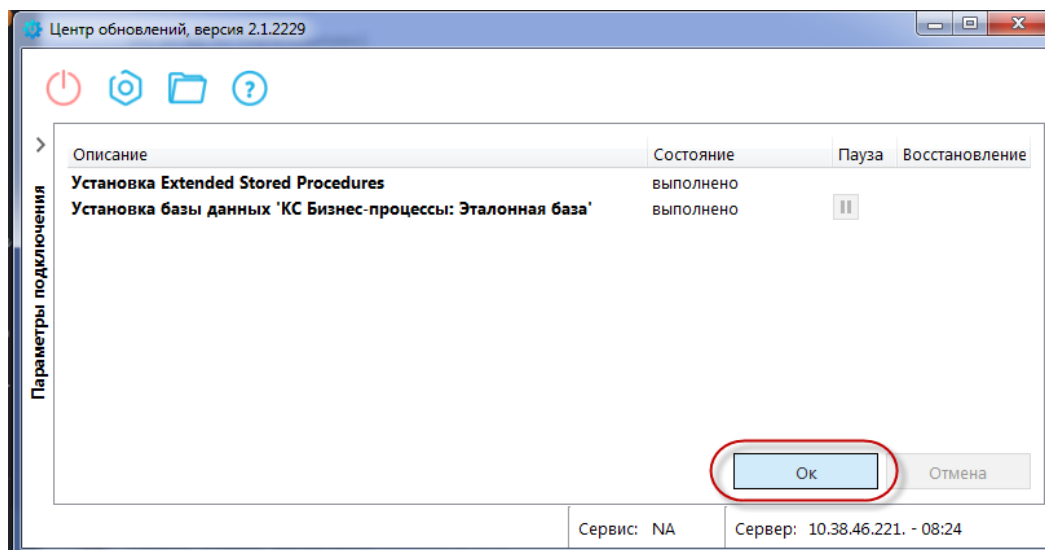 Центр обновлений, версия 2.1.2229
?
Описание Состояние Пауза Восстановление
Установка Extended Stored Procedures выполнено
Установка базы данных 'КС Бизнес-процессы: Эталонная база' выполнено
Параметры подключения
Ок Отмена
Сервис: NA Сервер: 10.38.46.221. - 08:24